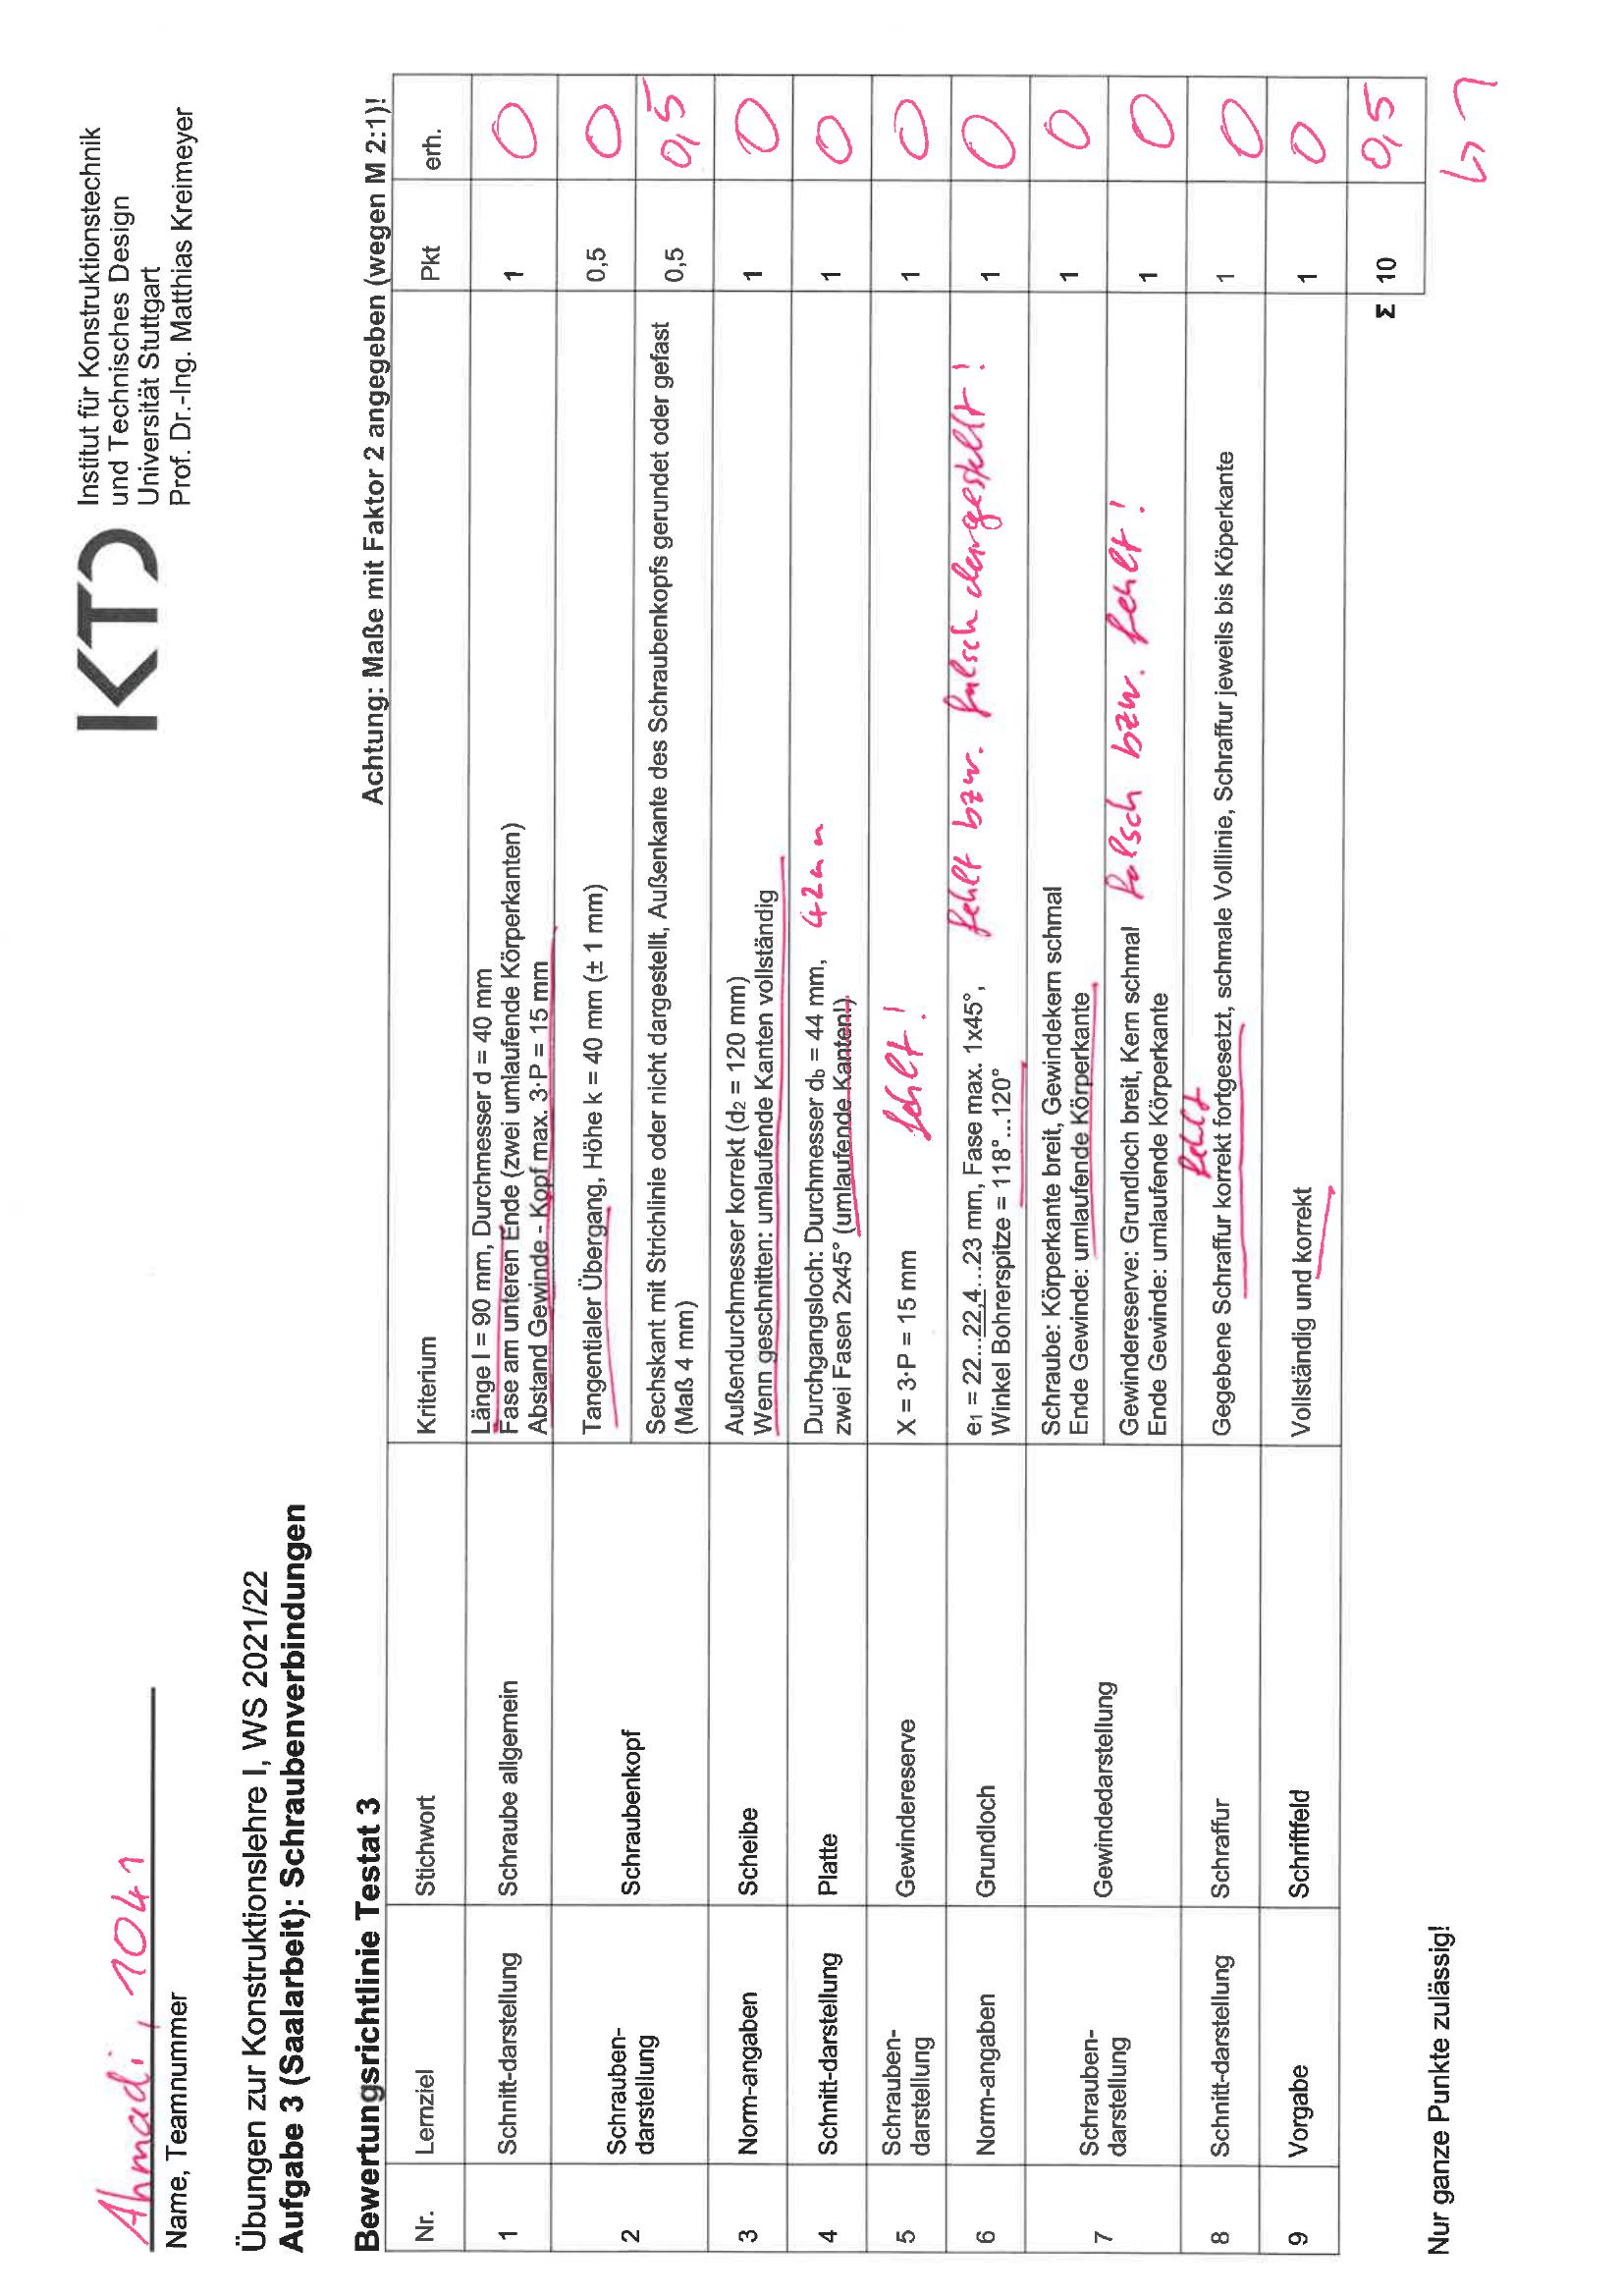 Ahmadi, 1041
Name, Teamnummer
KTD
Institut für Konstruktionstechnik
und Technisches Design
Universität Stuttgart
Prof. Dr.-Ing. Matthias Kreimeyer
Übungen zur Konstruktionslehre I, WS 2021/22
Aufgabe 3 (Saalarbeit): Schraubenverbindungen
Bewertungsrichtlinie Testat 3
Achtung: Maße mit Faktor 2 angegeben (wegen M 2:1)!
Nr. Lernziel Stichwort Kriterium Pkt erh.
1 Schnitt-darstellung Schraube allgemein Länge l = 90 mm, Durchmesser d = 40 mm 1 0
Fase am unteren Ende (zwei umlaufende Körperkanten)
Abstand Gewinde - Kopf max. 3·P = 15 mm
2 Schrauben-
darstellung Schraubenkopf Tangentialer Übergang, Höhe k = 40 mm (± 1 mm) 0,5 0
Sechskant mit Strichlinie oder nicht dargestellt, Außenkante des Schraubenkopfs gerundet oder gefast 0,5 0,5
(Maß 4 mm)
3 Norm-angaben Scheibe Außendurchmesser korrekt (d2 = 120 mm) 1 0
Wenn geschnitten: umlaufende Kanten vollständig
4 Schnitt-darstellung Platte Durchgangsloch: Durchmesser db = 44 mm, 42mm 1 0
zwei Fasen 2x45° (umlaufende Kanten!)
5 Schrauben-
darstellung Gewindereserve X = 3·P = 15 mm fehlt! 1 0
6 Norm-angaben Grundloch e1 = 22...22,4...23 mm, Fase max. 1x45°, fehlt bzw. falsch dargestellt! 1 0
Winkel Bohrerspitze = 118°...120°
7 Schrauben-
darstellung Gewindedarstellung Schraube: Körperkante breit, Gewindekern schmal 1 0
Ende Gewinde: umlaufende Körperkante
Gewindereserve: Grundloch breit, Kern schmal falsch bzw. fehlt! 1 0
Ende Gewinde: umlaufende Körperkante
fehlt
8 Schnitt-darstellung Schraffur Gegebene Schraffur korrekt fortgesetzt, schmale Volllinie, Schraffur jeweils bis Köperkante 1 0
9 Vorgabe Schriftfeld Vollständig und korrekt 1 0
Σ 10 0,5
Nur ganze Punkte zulässig!
↳ 1